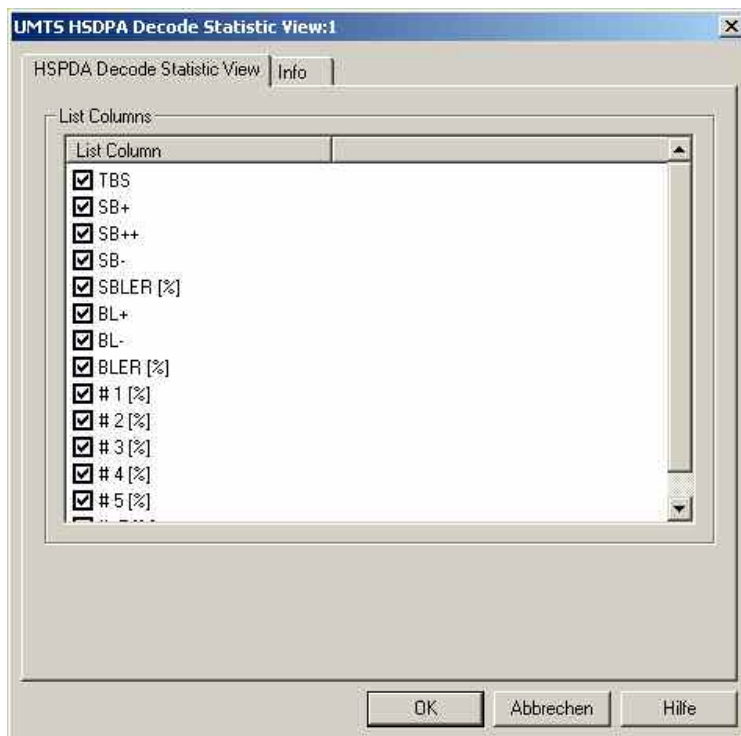 UMTS HSDPA Decode Statistic View:1
HSPDA Decode Statistic View Info
List Columns
List Column
TBS
SB+
SB++
SB-
SBLER [%]
BL+
BL-
BLER [%]
# 1 [%]
# 2 [%]
# 3 [%]
# 4 [%]
# 5 [%]
OK Abbrechen Hilfe